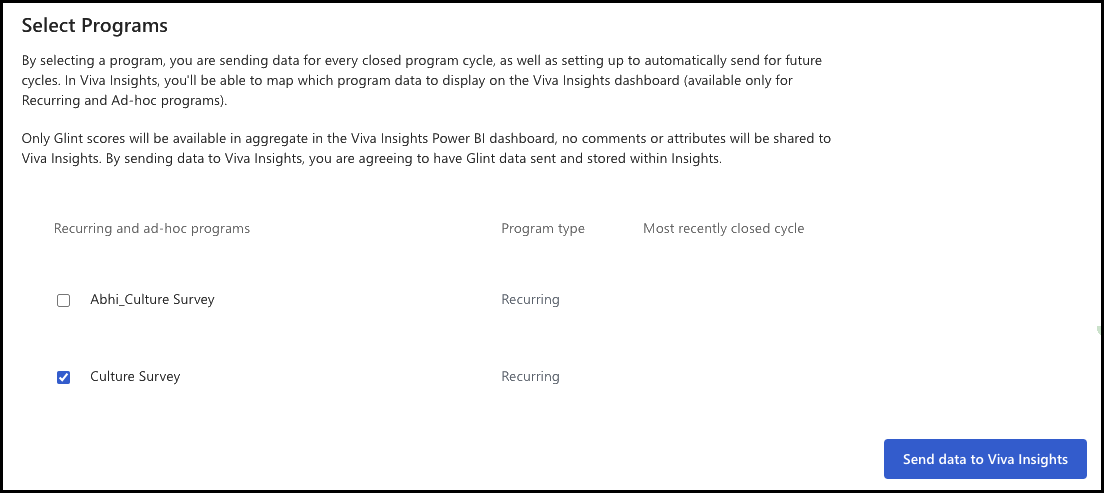 Select Programs
By selecting a program, you are sending data for every closed program cycle, as well as setting up to automatically send for future
cycles. In Viva Insights, you'll be able to map which program data to display on the Viva Insights dashboard (available only for
Recurring and Ad-hoc programs).
Only Glint scores will be available in aggregate in the Viva Insights Power BI dashboard, no comments or attributes will be shared to
Viva Insights. By sending data to Viva Insights, you are agreeing to have Glint data sent and stored within Insights.
Recurring and ad-hoc programs Program type Most recently closed cycle
Abhi_Culture Survey Recurring
Culture Survey Recurring
Send data to Viva Insights